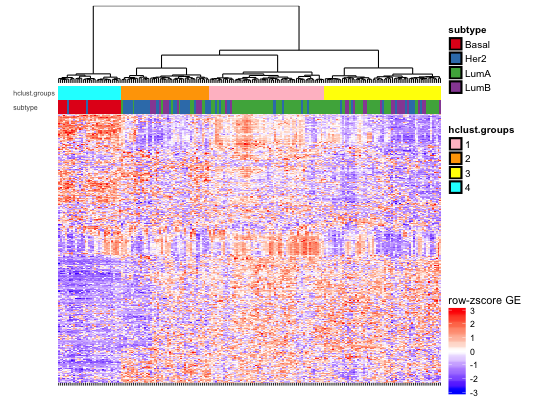 subtype
Basal
Her2
LumA
LumB
hclust.groups
subtype
hclust.groups
1
2
3
4
row-zscore GE
3
2
1
0
-1
-2
-3